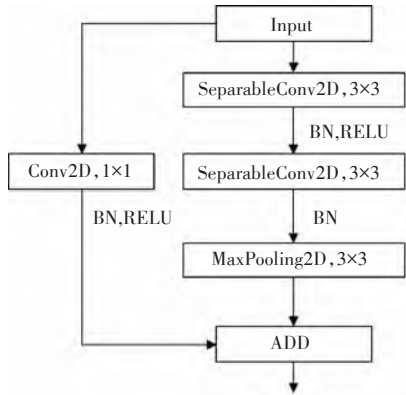 Input
SeparableConv2D,3×3
BN,RELU
Conv2D,1×1
SeparableConv2D,3×3
BN,RELU
BN
MaxPooling2D,3×3
ADD